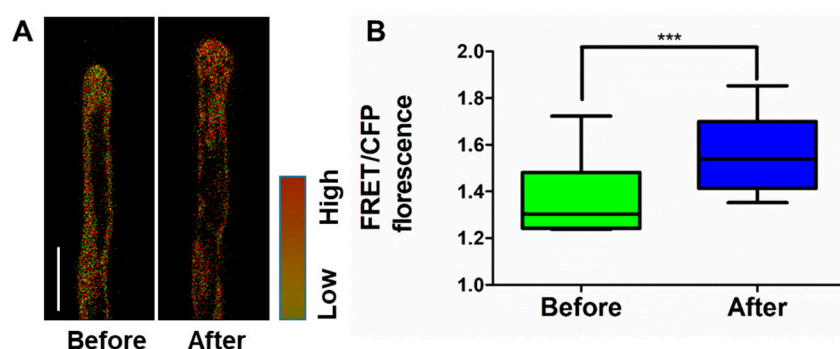 A
Before
After
High
Low
B
***
FRET/CFP
florescence
2.0
1.8
1.6
1.4
1.2
1.0
Before
After